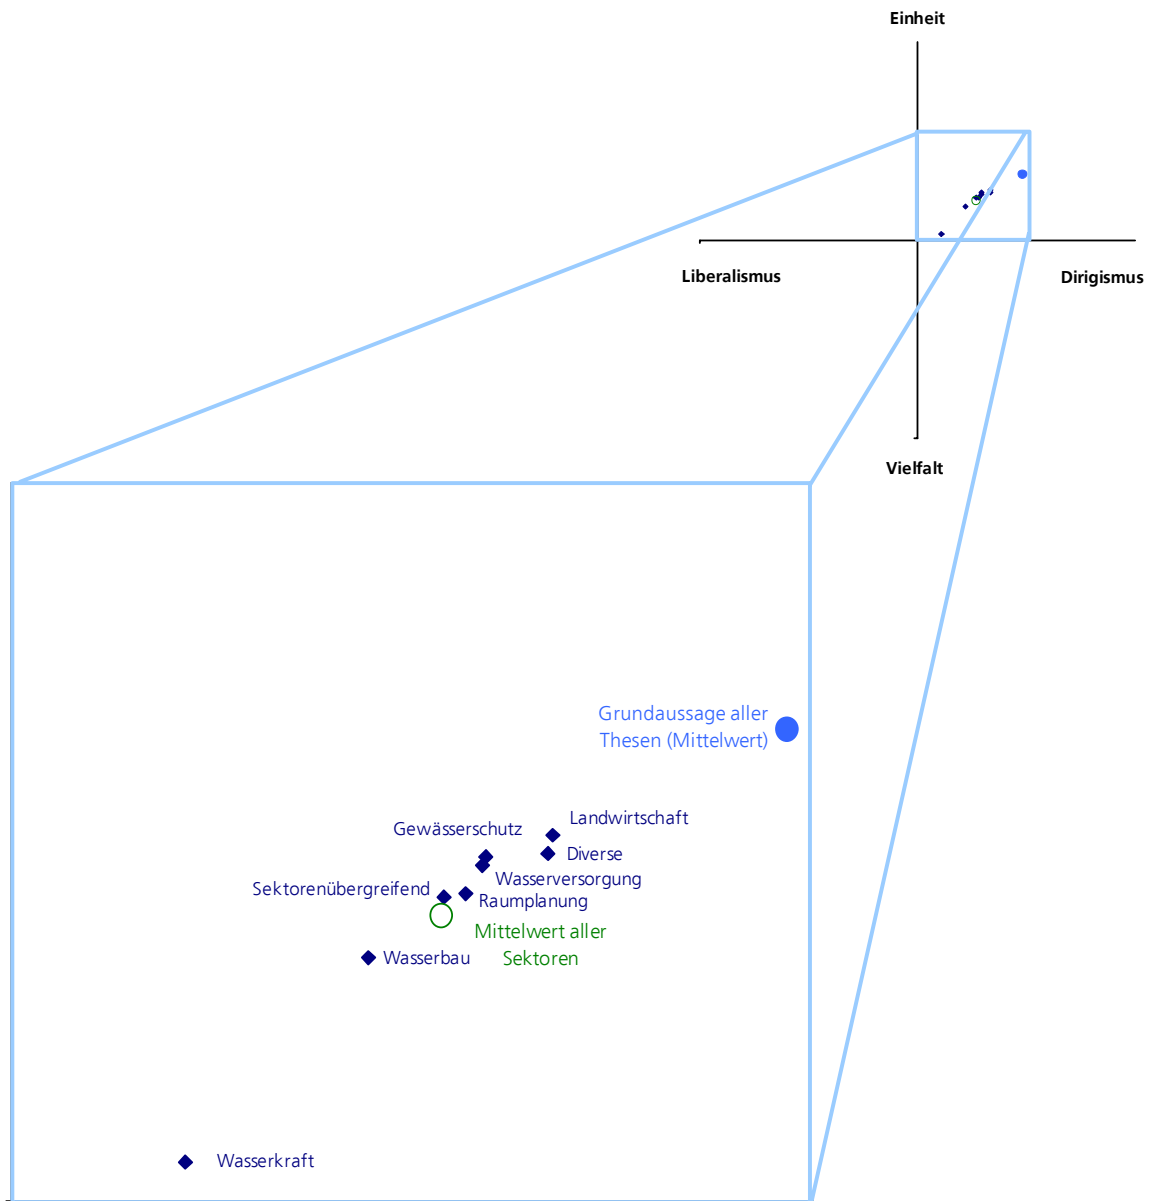 Einheit
Liberalismus
Dirigismus
Vielfalt
Grundaussage aller
Thesen (Mittelwert)
Landwirtschaft
Gewässerschutz
Diverse
Wasserversorgung
Sektorenübergreifend
Raumplanung
Mittelwert aller
Sektoren
Wasserbau
Wasserkraft